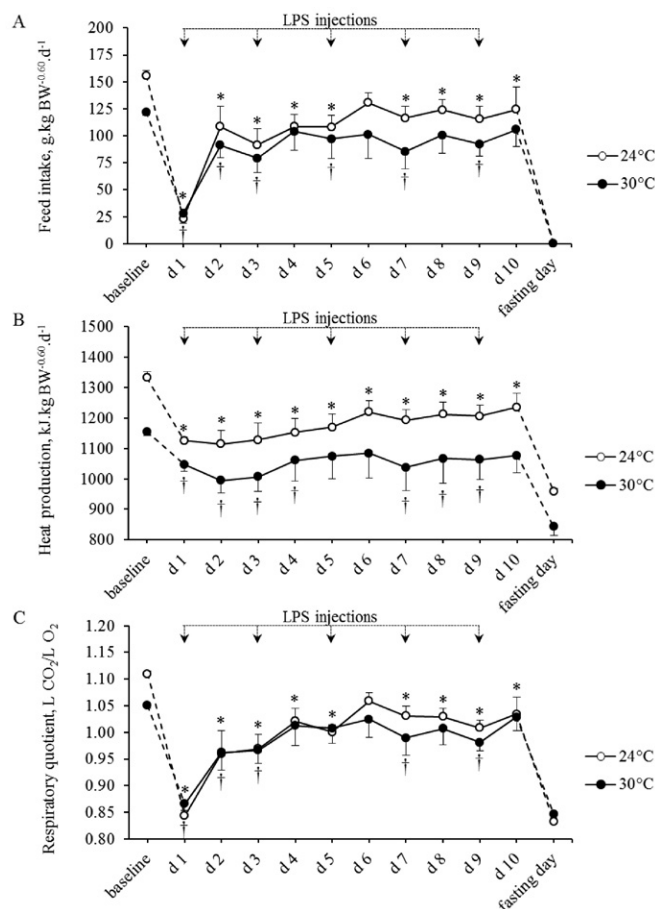 A
LPS injections
Feed intake, g.kg BW-0.60.d-1
200
175
150
125
100
75
50
25
0
* * * * * * * * *
† † † † †
24°C
30°C
baseline d 1 d 2 d 3 d 4 d 5 d 6 d 7 d 8 d 9 d 10 fasting day
B
LPS injections
Heat production, kJ.kg BW-0.60.d-1
1500
1400
1300
1200
1100
1000
900
800
* * * * * * * * * *
† † † † † †
24°C
30°C
baseline d 1 d 2 d 3 d 4 d 5 d 6 d 7 d 8 d 9 d 10 fasting day
C
LPS injections
Respiratory quotient, L CO2/L O2
1.20
1.15
1.10
1.05
1.00
0.95
0.90
0.85
0.80
* * * * * * * * *
† † † † †
24°C
30°C
baseline d 1 d 2 d 3 d 4 d 5 d 6 d 7 d 8 d 9 d 10 fasting day